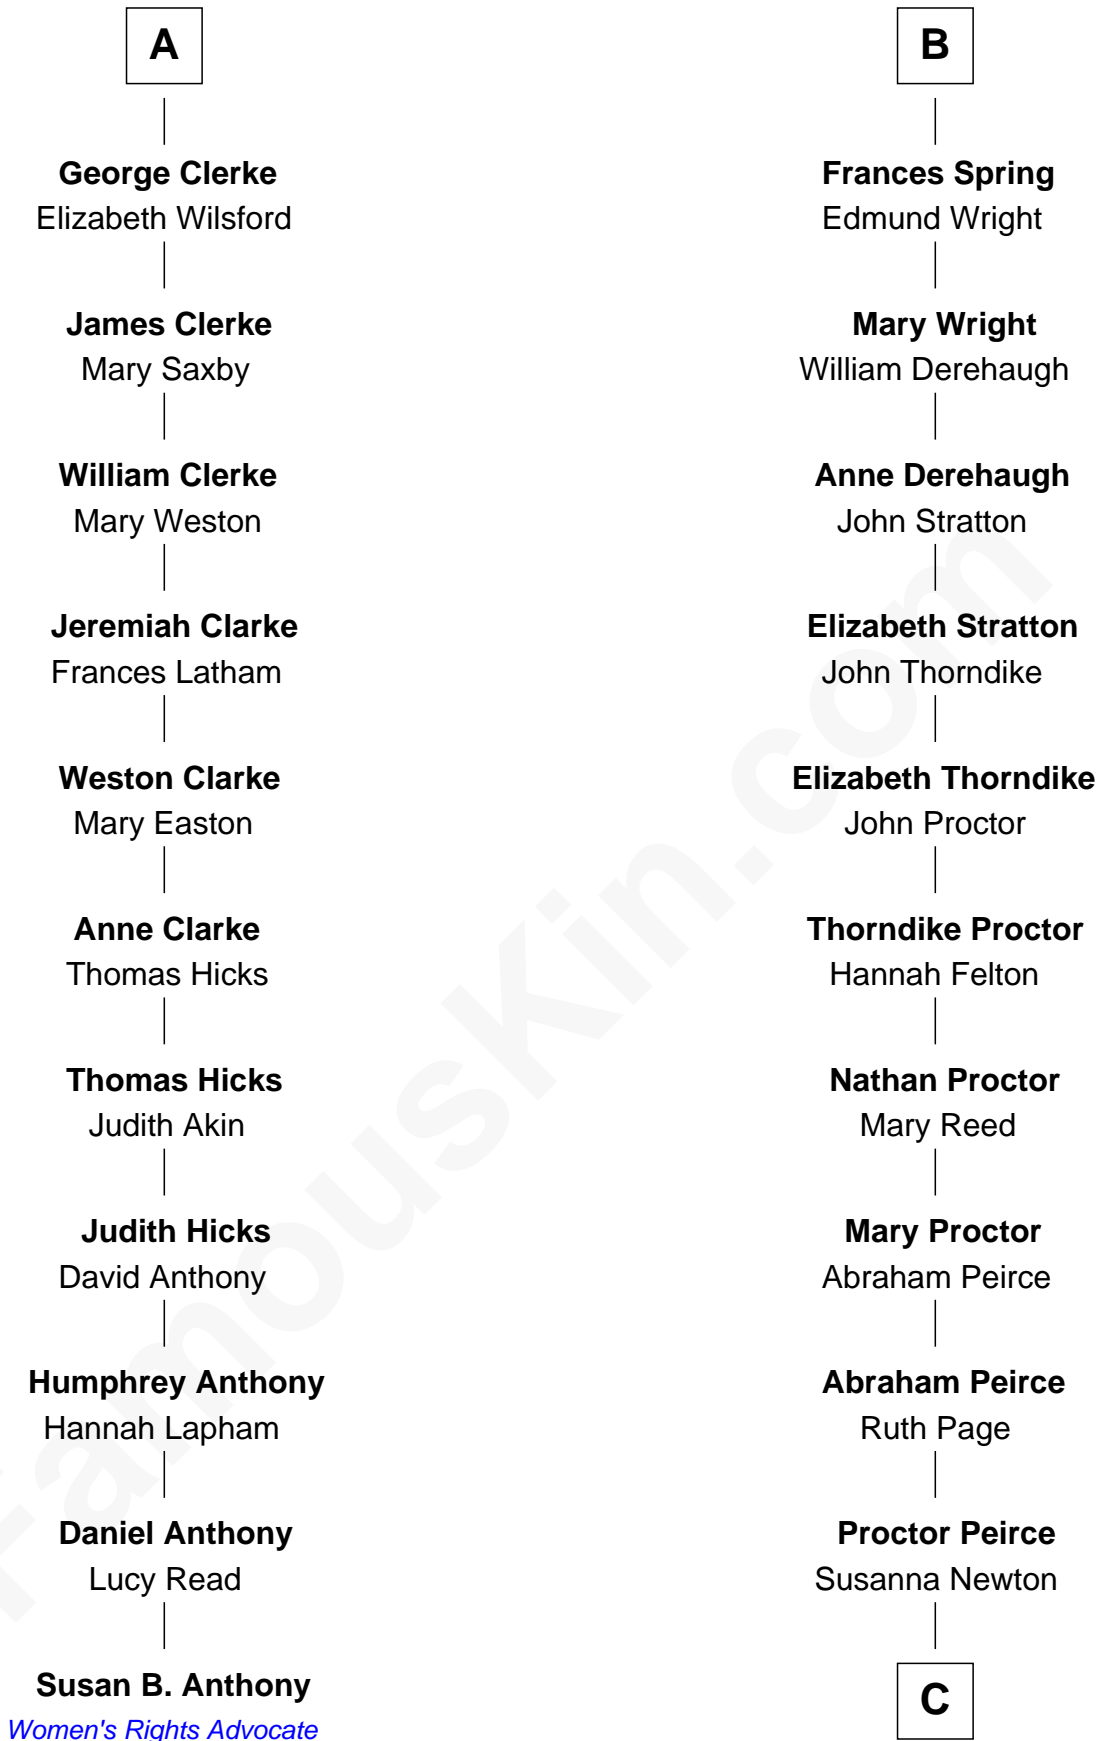 A
George Clerke
Elizabeth Wilsford
James Clerke
Mary Saxby
William Clerke
Mary Weston
Jeremiah Clarke
Frances Latham
Weston Clarke
Mary Easton
Anne Clarke
Thomas Hicks
Thomas Hicks
Judith Akin
Judith Hicks
David Anthony
Humphrey Anthony
Hannah Lapham
Daniel Anthony
Lucy Read
Susan B. Anthony
Women's Rights Advocate
B
Frances Spring
Edmund Wright
Mary Wright
William Derehaugh
Anne Derehaugh
John Stratton
Elizabeth Stratton
John Thorndike
Elizabeth Thorndike
John Proctor
Thorndike Proctor
Hannah Felton
Nathan Proctor
Mary Reed
Mary Proctor
Abraham Peirce
Abraham Peirce
Ruth Page
Proctor Peirce
Susanna Newton
C
FamousKin.com